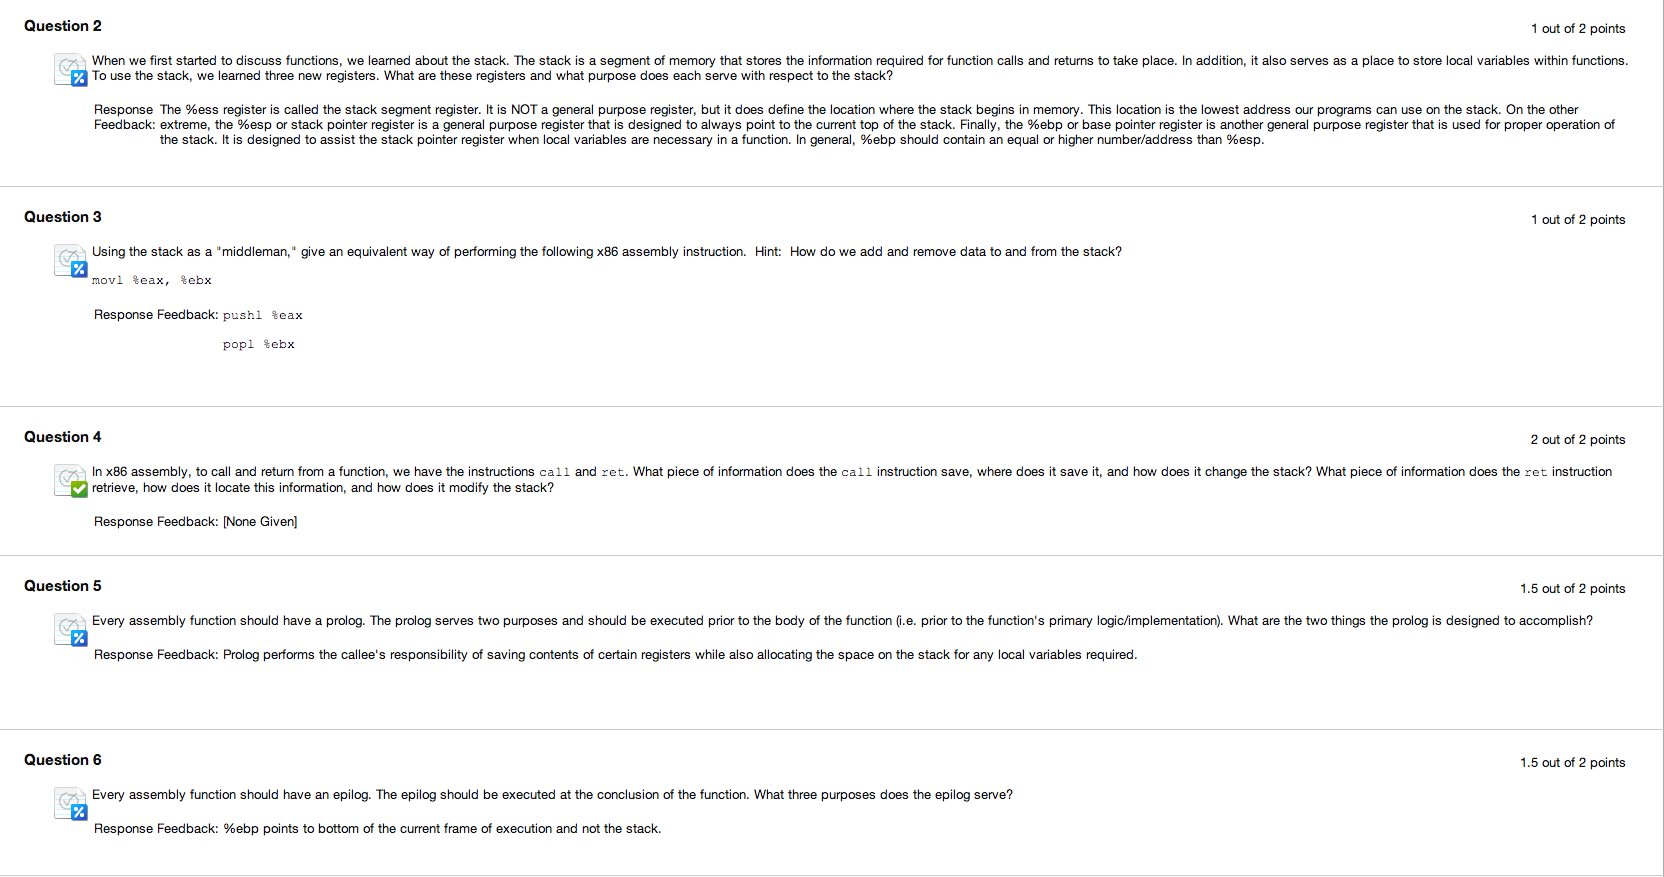 Question 2
1 out of 2 points
When we first started to discuss functions, we learned about the stack. The stack is a segment of memory that stores the information required for function calls and returns to take place. In addition, it also serves as a place to store local variables within functions.
To use the stack, we learned three new registers. What are these registers and what purpose does each serve with respect to the stack?
Response The %ess register is called the stack segment register. It is NOT a general purpose register, but it does define the location where the stack begins in memory. This location is the lowest address our programs can use on the stack. On the other
Feedback: extreme, the %esp or stack pointer register is a general purpose register that is designed to always point to the current top of the stack. Finally, the %ebp or base pointer register is another general purpose register that is used for proper operation of
the stack. It is designed to assist the stack pointer register when local variables are necessary in a function. In general, %ebp should contain an equal or higher number/address than %esp.
Question 3
1 out of 2 points
Using the stack as a "middleman," give an equivalent way of performing the following x86 assembly instruction. Hint: How do we add and remove data to and from the stack?
movl %eax, %ebx
Response Feedback: pushl %eax
popl %ebx
Question 4
2 out of 2 points
In x86 assembly, to call and return from a function, we have the instructions call and ret. What piece of information does the call instruction save, where does it save it, and how does it change the stack? What piece of information does the ret instruction
retrieve, how does it locate this information, and how does it modify the stack?
Response Feedback: [None Given]
Question 5
1.5 out of 2 points
Every assembly function should have a prolog. The prolog serves two purposes and should be executed prior to the body of the function (i.e. prior to the function's primary logic/implementation). What are the two things the prolog is designed to accomplish?
Response Feedback: Prolog performs the callee's responsibility of saving contents of certain registers while also allocating the space on the stack for any local variables required.
Question 6
1.5 out of 2 points
Every assembly function should have an epilog. The epilog should be executed at the conclusion of the function. What three purposes does the epilog serve?
Response Feedback: %ebp points to bottom of the current frame of execution and not the stack.